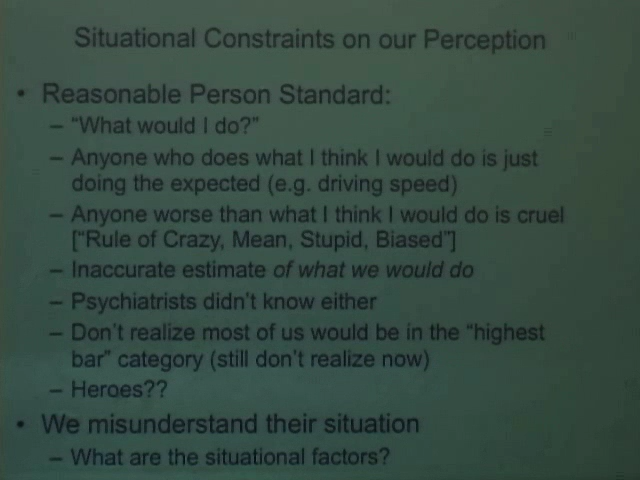 Situational Constraints on our Perception
• Reasonable Person Standard:
– "What would I do?"
– Anyone who does what I think I would do is just
doing the expected (e.g. driving speed)
– Anyone worse than what I think I would do is cruel
["Rule of Crazy, Mean, Stupid, Biased"]
– Inaccurate estimate of what we would do
– Psychiatrists didn't know either
– Don't realize most of us would be in the "highest
bar" category (still don't realize now)
– Heroes??
• We misunderstand their situation
– What are the situational factors?